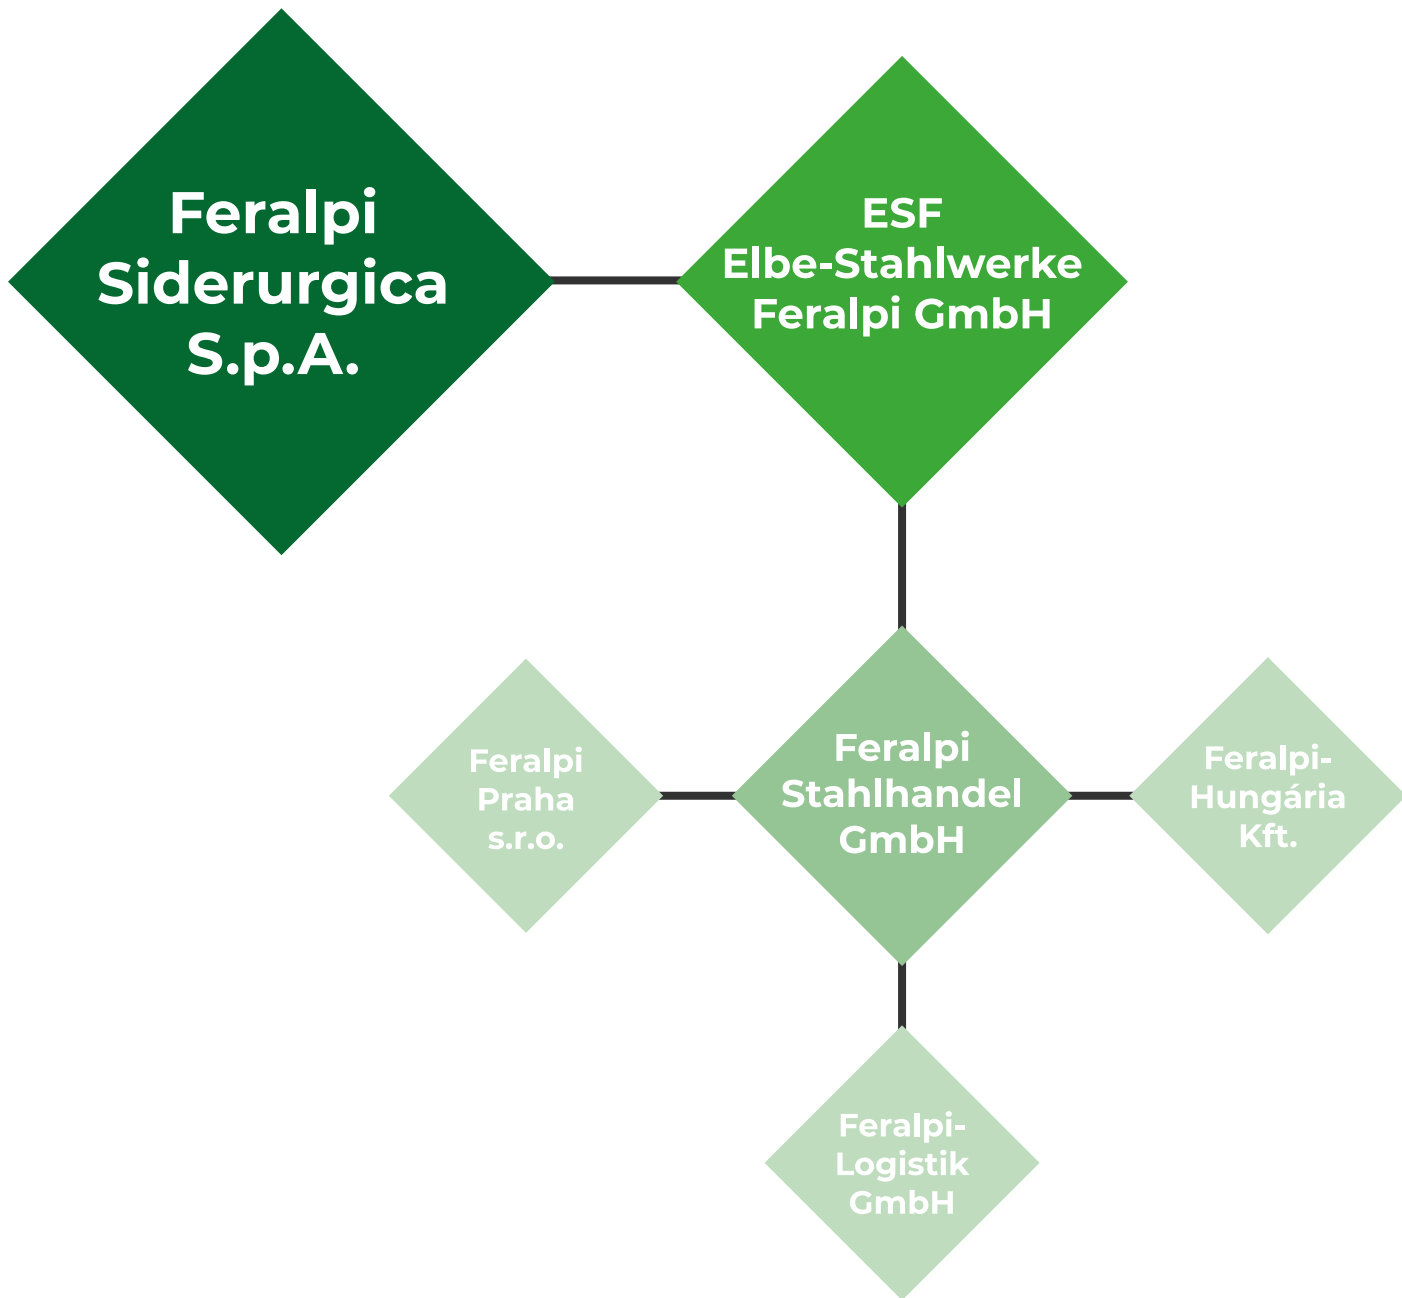 Feralpi
Siderurgica
S.p.A.
ESF
Elbe-Stahlwerke
Feralpi GmbH
Feralpi
Praha
s.r.o.
Feralpi
Stahlhandel
GmbH
Feralpi-
Hungária
Kft.
Feralpi-
Logistik
GmbH